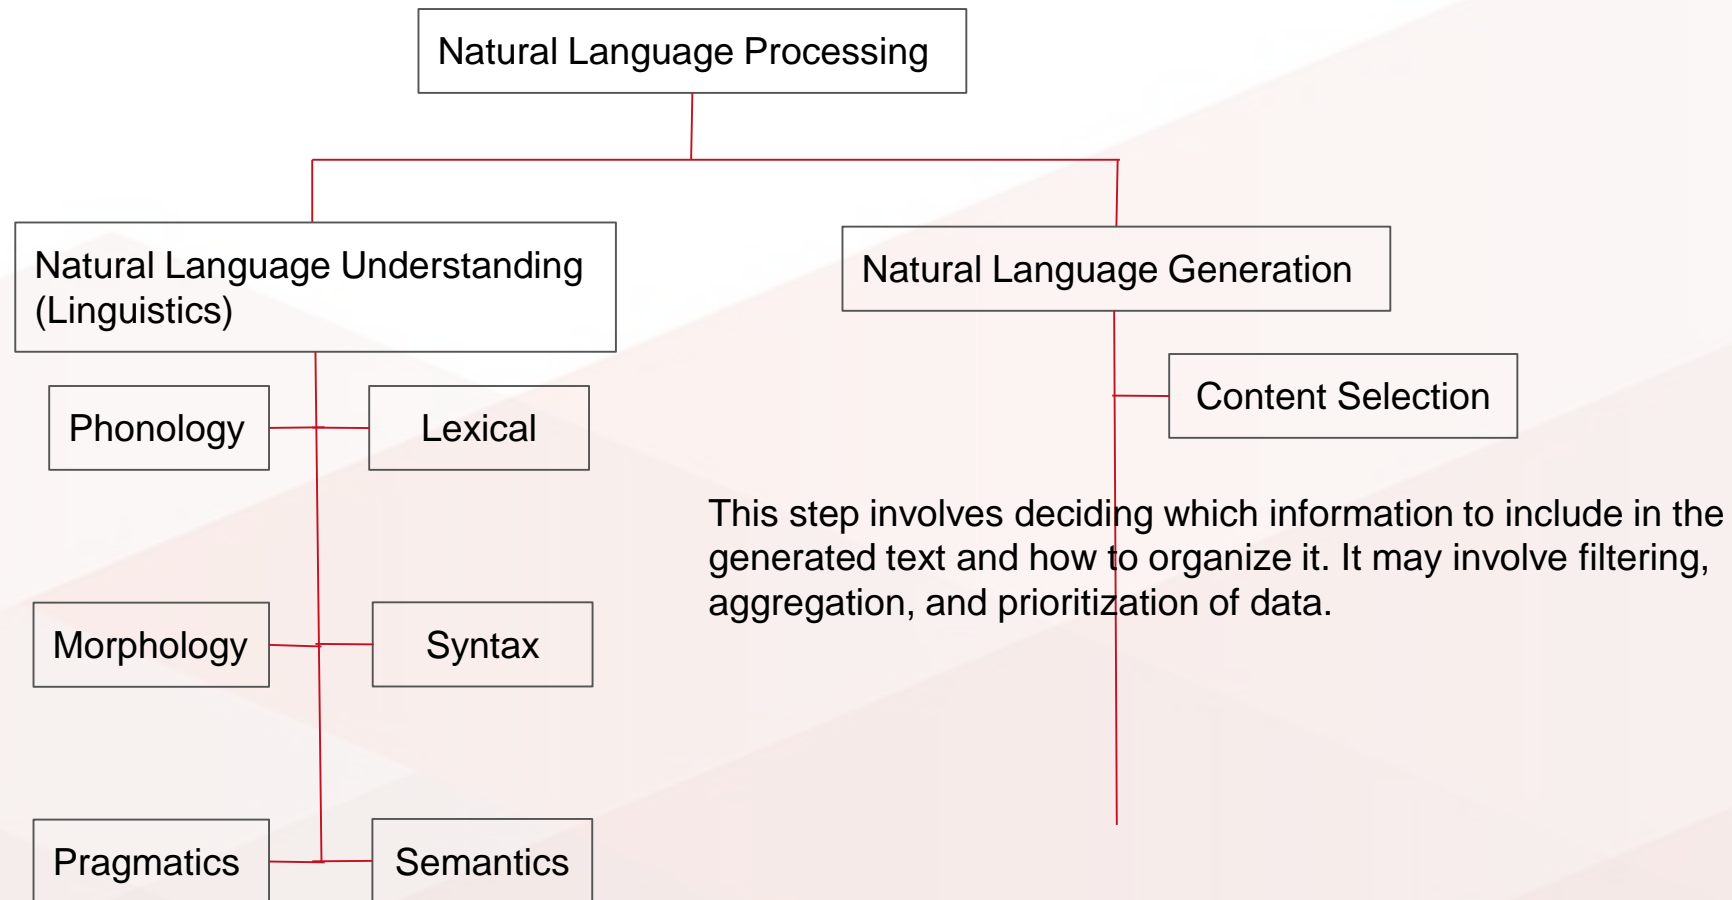 Natural Language Processing
Natural Language Understanding
(Linguistics)
Natural Language Generation
Content Selection
Phonology
Lexical
This step involves deciding which information to include in the
generated text and how to organize it. It may involve filtering,
aggregation, and prioritization of data.
Morphology
Syntax
Pragmatics
Semantics